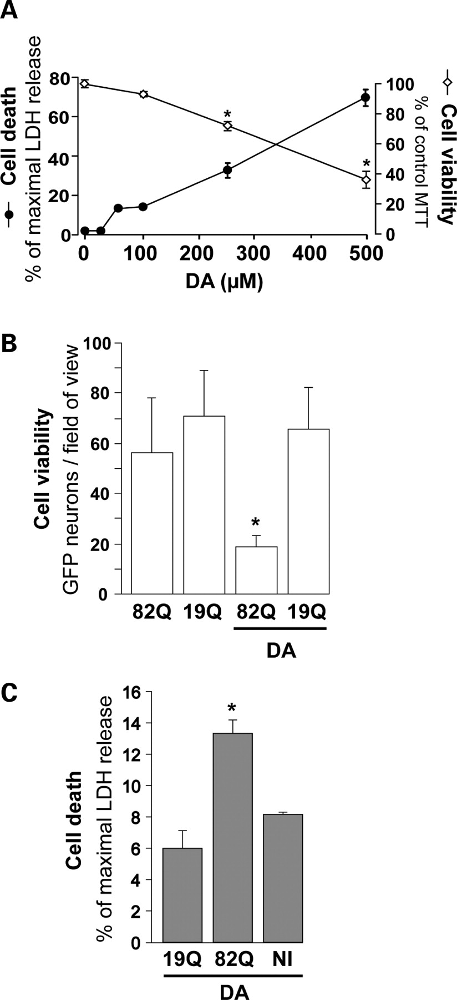 A
Cell death
% of maximal LDH release
80
60
40
20
0
*
*
100
80
60
40
20
0
% of control MTT
Cell viability
0 100 200 300 400 500
DA (µM)
B
Cell viability
GFP neurons / field of view
100
80
60
40
20
0
*
82Q 19Q 82Q 19Q
DA
C
Cell death
% of maximal LDH release
16
14
12
10
8
6
4
2
0
*
19Q 82Q NI
DA